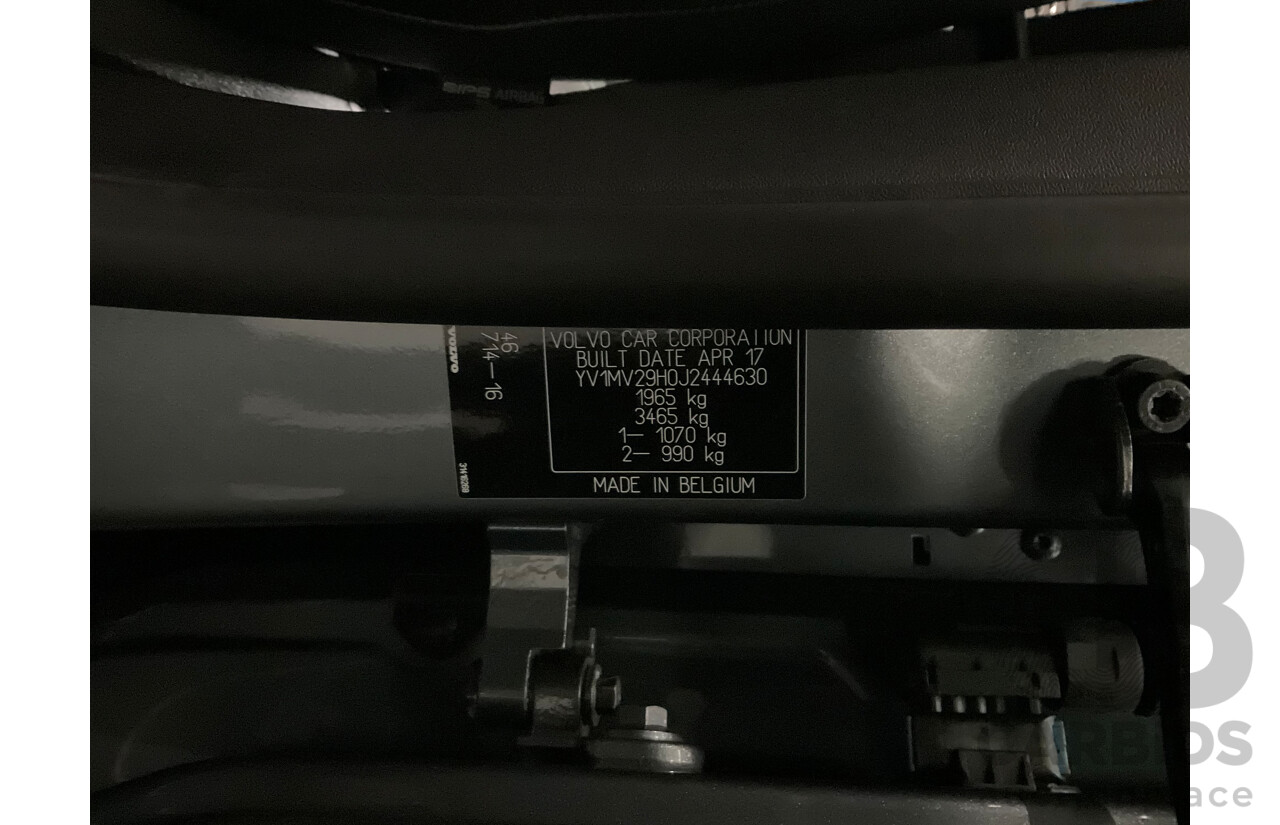 SIPS AIRBAG
VOLVO
46
714-16
VOLVO CAR CORPORATION
BUILT DATE APR 17
YV1MV29H0J2444630
1965 kg
3465 kg
1- 1070 kg
2- 990 kg
MADE IN BELGIUM